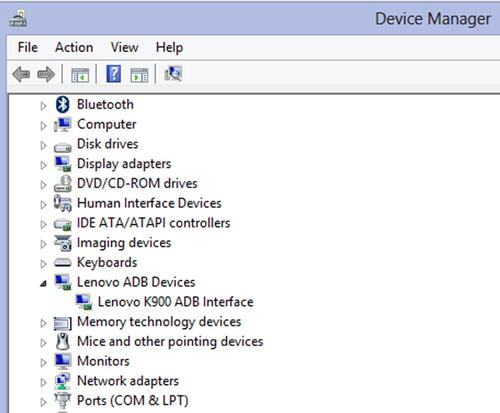 Device Manager
File Action View Help
Bluetooth
Computer
Disk drives
Display adapters
DVD/CD-ROM drives
Human Interface Devices
IDE ATA/ATAPI controllers
Imaging devices
Keyboards
Lenovo ADB Devices
Lenovo K900 ADB Interface
Memory technology devices
Mice and other pointing devices
Monitors
Network adapters
Ports (COM & LPT)